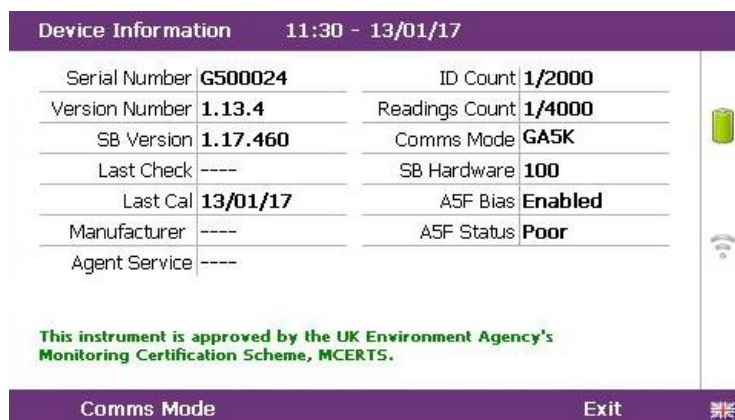 Device Information 11:30 - 13/01/17
Serial Number G500024 ID Count 1/2000
Version Number 1.13.4 Readings Count 1/4000
SB Version 1.17.460 Comms Mode GA5K
Last Check ---- SB Hardware 100
Last Cal 13/01/17 A5F Bias Enabled
Manufacturer ---- A5F Status Poor
Agent Service ----
This instrument is approved by the UK Environment Agency's
Monitoring Certification Scheme, MCERTS.
Comms Mode Exit